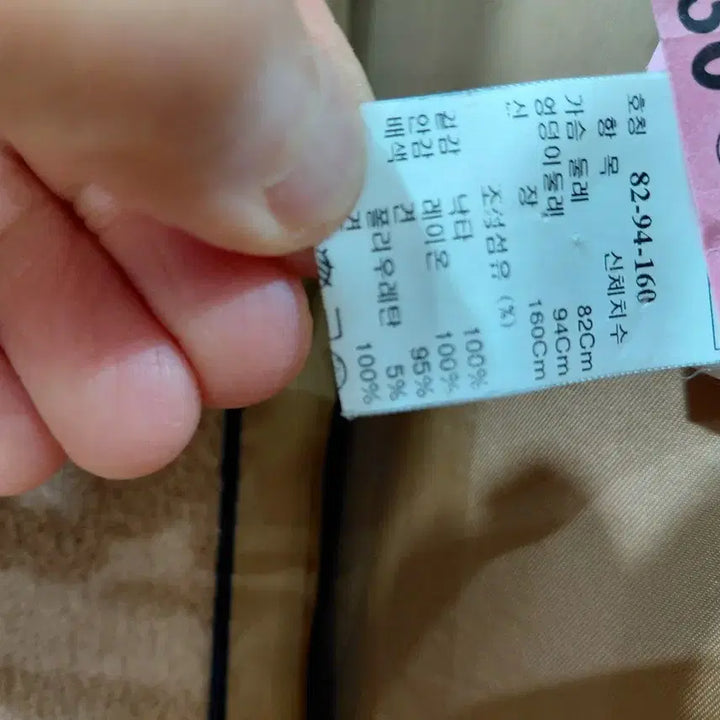 호칭 82-94-160
항 목 신체치수
가슴 둘레 82Cm
엉덩이둘레 94Cm
신 장 160Cm
조성섬유 (%)
겉감 낙타 100%
안감 레이온 100%
배색 견 95%
폴리우레탄 5%
100%